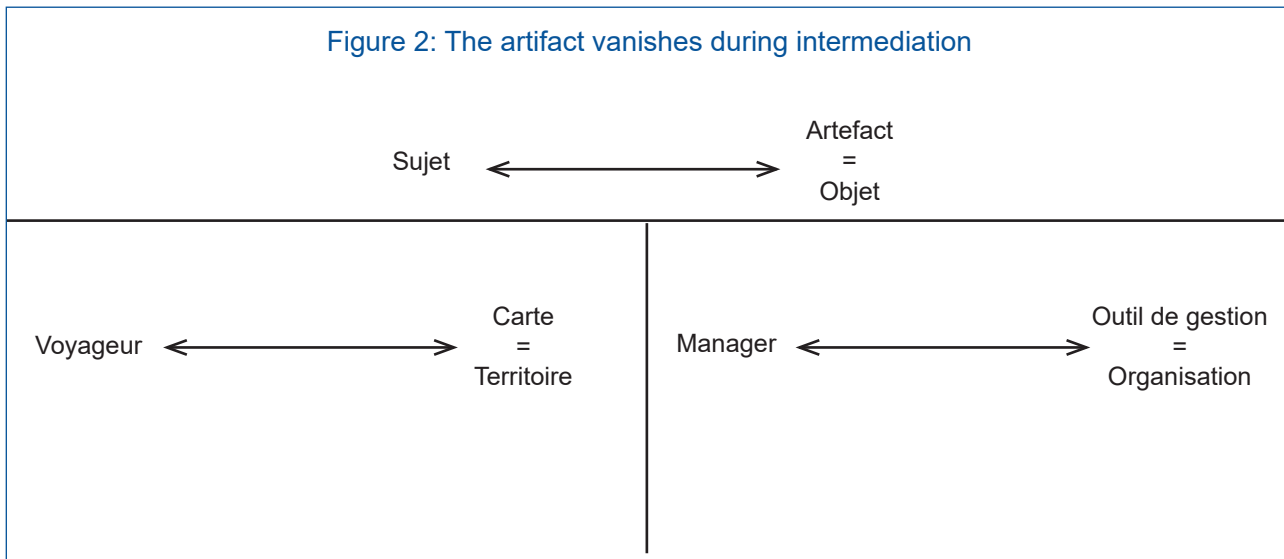 Figure 2: The artifact vanishes during intermediation
Artefact
Sujet
=
Objet
Carte
Voyageur
=
Territoire
Outil de gestion
Manager
=
Organisation